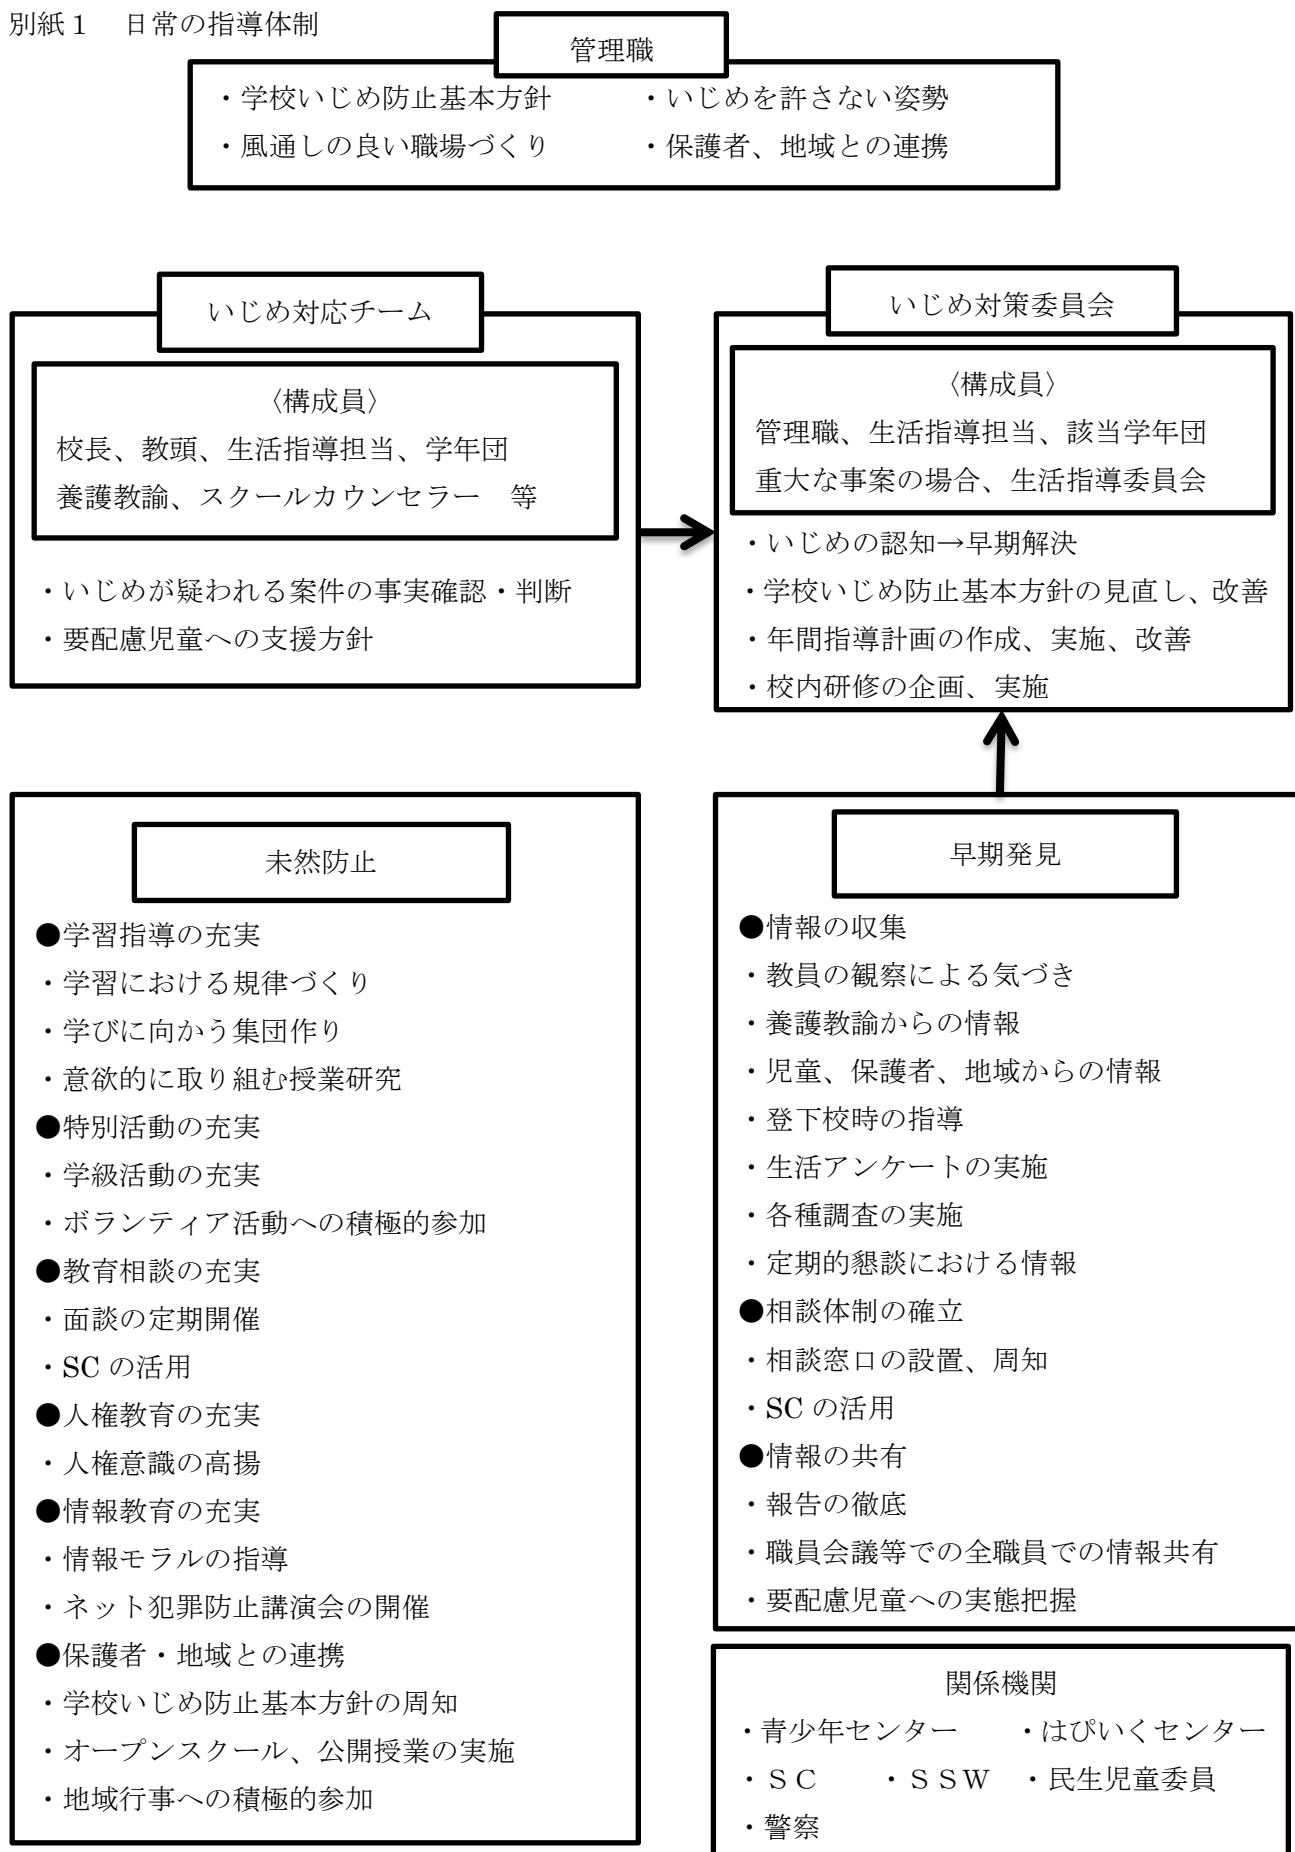 別紙１　日常の指導体制
管理職
・学校いじめ防止基本方針　　　・いじめを許さない姿勢
・風通しの良い職場づくり　　　・保護者、地域との連携
いじめ対応チーム
〈構成員〉
校長、教頭、生活指導担当、学年団
養護教諭、スクールカウンセラー　等
・いじめが疑われる案件の事実確認・判断
・要配慮児童への支援方針
いじめ対策委員会
〈構成員〉
管理職、生活指導担当、該当学年団
重大な事案の場合、生活指導委員会
・いじめの認知→早期解決
・学校いじめ防止基本方針の見直し、改善
・年間指導計画の作成、実施、改善
・校内研修の企画、実施
未然防止
●学習指導の充実
・学習における規律づくり
・学びに向かう集団作り
・意欲的に取り組む授業研究
●特別活動の充実
・学級活動の充実
・ボランティア活動への積極的参加
●教育相談の充実
・面談の定期開催
・SC の活用
●人権教育の充実
・人権意識の高揚
●情報教育の充実
・情報モラルの指導
・ネット犯罪防止講演会の開催
●保護者・地域との連携
・学校いじめ防止基本方針の周知
・オープンスクール、公開授業の実施
・地域行事への積極的参加
早期発見
●情報の収集
・教員の観察による気づき
・養護教諭からの情報
・児童、保護者、地域からの情報
・登下校時の指導
・生活アンケートの実施
・各種調査の実施
・定期的懇談における情報
●相談体制の確立
・相談窓口の設置、周知
・SC の活用
●情報の共有
・報告の徹底
・職員会議等での全職員での情報共有
・要配慮児童への実態把握
関係機関
・青少年センター　　・はぴいくセンター
・ＳＣ　　・ＳＳＷ　・民生児童委員
・警察